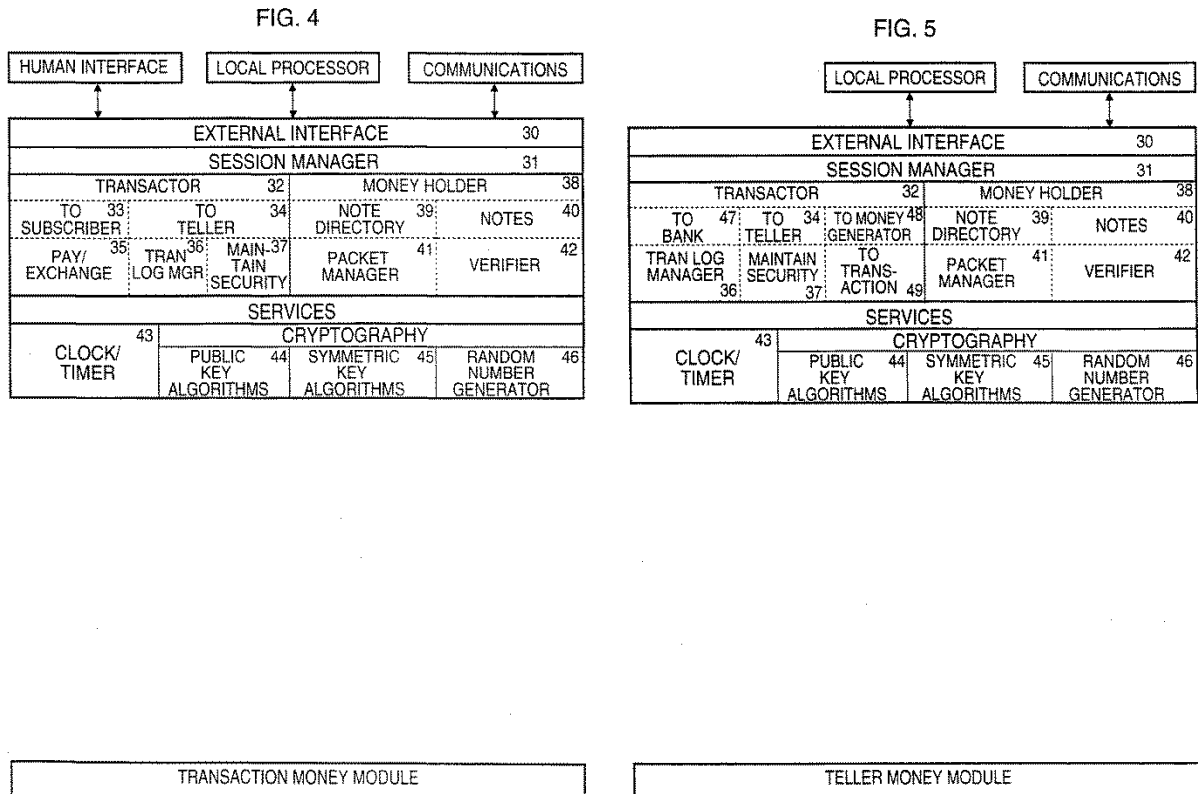 FIG. 4
HUMAN INTERFACE
LOCAL PROCESSOR
COMMUNICATIONS
EXTERNAL INTERFACE 30
SESSION MANAGER 31
TRANSACTOR 32
MONEY HOLDER 38
TO 33
SUBSCRIBER
TO 34
TELLER
NOTE 39
DIRECTORY
NOTES 40
PAY/ 35
EXCHANGE
TRAN 36
LOG MGR
MAIN- 37
TAIN
SECURITY
PACKET 41
MANAGER
VERIFIER 42
SERVICES
43
CLOCK/
TIMER
CRYPTOGRAPHY
PUBLIC 44
KEY
ALGORITHMS
SYMMETRIC 45
KEY
ALGORITHMS
RANDOM 46
NUMBER
GENERATOR
TRANSACTION MONEY MODULE
FIG. 5
LOCAL PROCESSOR
COMMUNICATIONS
EXTERNAL INTERFACE 30
SESSION MANAGER 31
TRANSACTOR 32
MONEY HOLDER 38
TO 47
BANK
TO 34
TELLER
TO MONEY 48
GENERATOR
NOTE 39
DIRECTORY
NOTES 40
TRAN LOG
MANAGER
36
MAINTAIN
SECURITY
37
TO
TRANS-
ACTION 49
PACKET 41
MANAGER
VERIFIER 42
SERVICES
43
CLOCK/
TIMER
CRYPTOGRAPHY
PUBLIC 44
KEY
ALGORITHMS
SYMMETRIC 45
KEY
ALGORITHMS
RANDOM 46
NUMBER
GENERATOR
TELLER MONEY MODULE